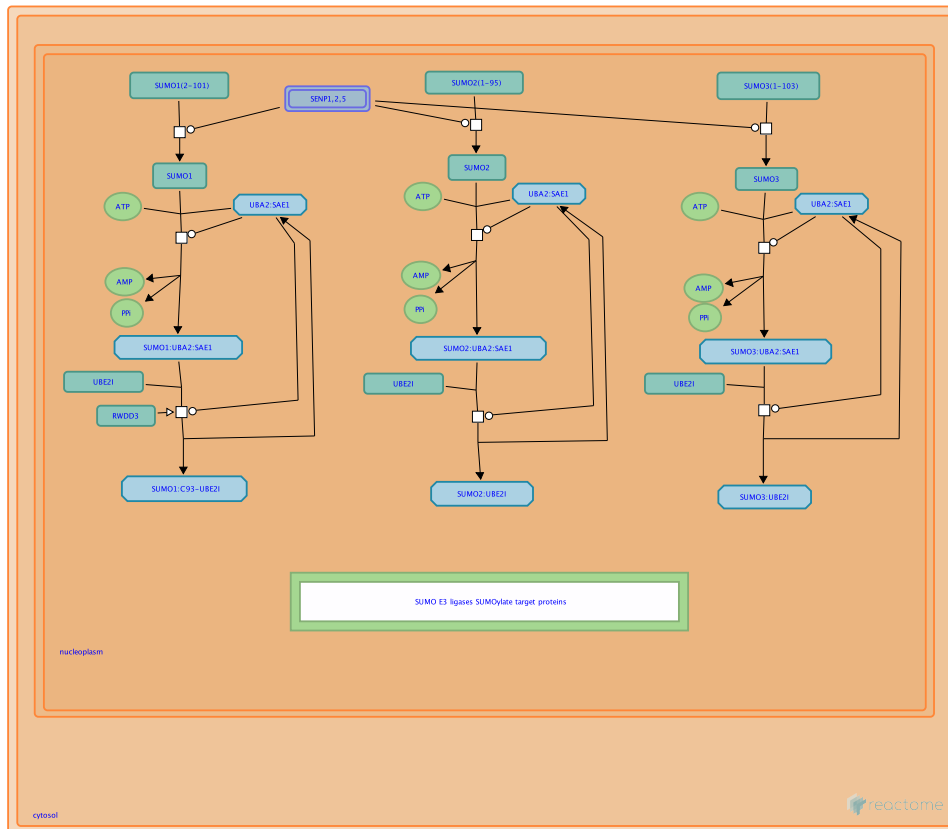 SUMO1(2-101)
SENP1,2,5
SUMO2(1-95)
SUMO3(1-103)
SUMO1
SUMO2
SUMO3
ATP
UBA2:SAE1
ATP
UBA2:SAE1
ATP
UBA2:SAE1
AMP
PPi
AMP
PPi
AMP
PPi
SUMO1:UBA2:SAE1
SUMO2:UBA2:SAE1
SUMO3:UBA2:SAE1
UBE2I
UBE2I
UBE2I
RWDD3
SUMO1:C93-UBE2I
SUMO2:UBE2I
SUMO3:UBE2I
SUMO E3 ligases SUMOylate target proteins
nucleoplasm
cytosol
reactome